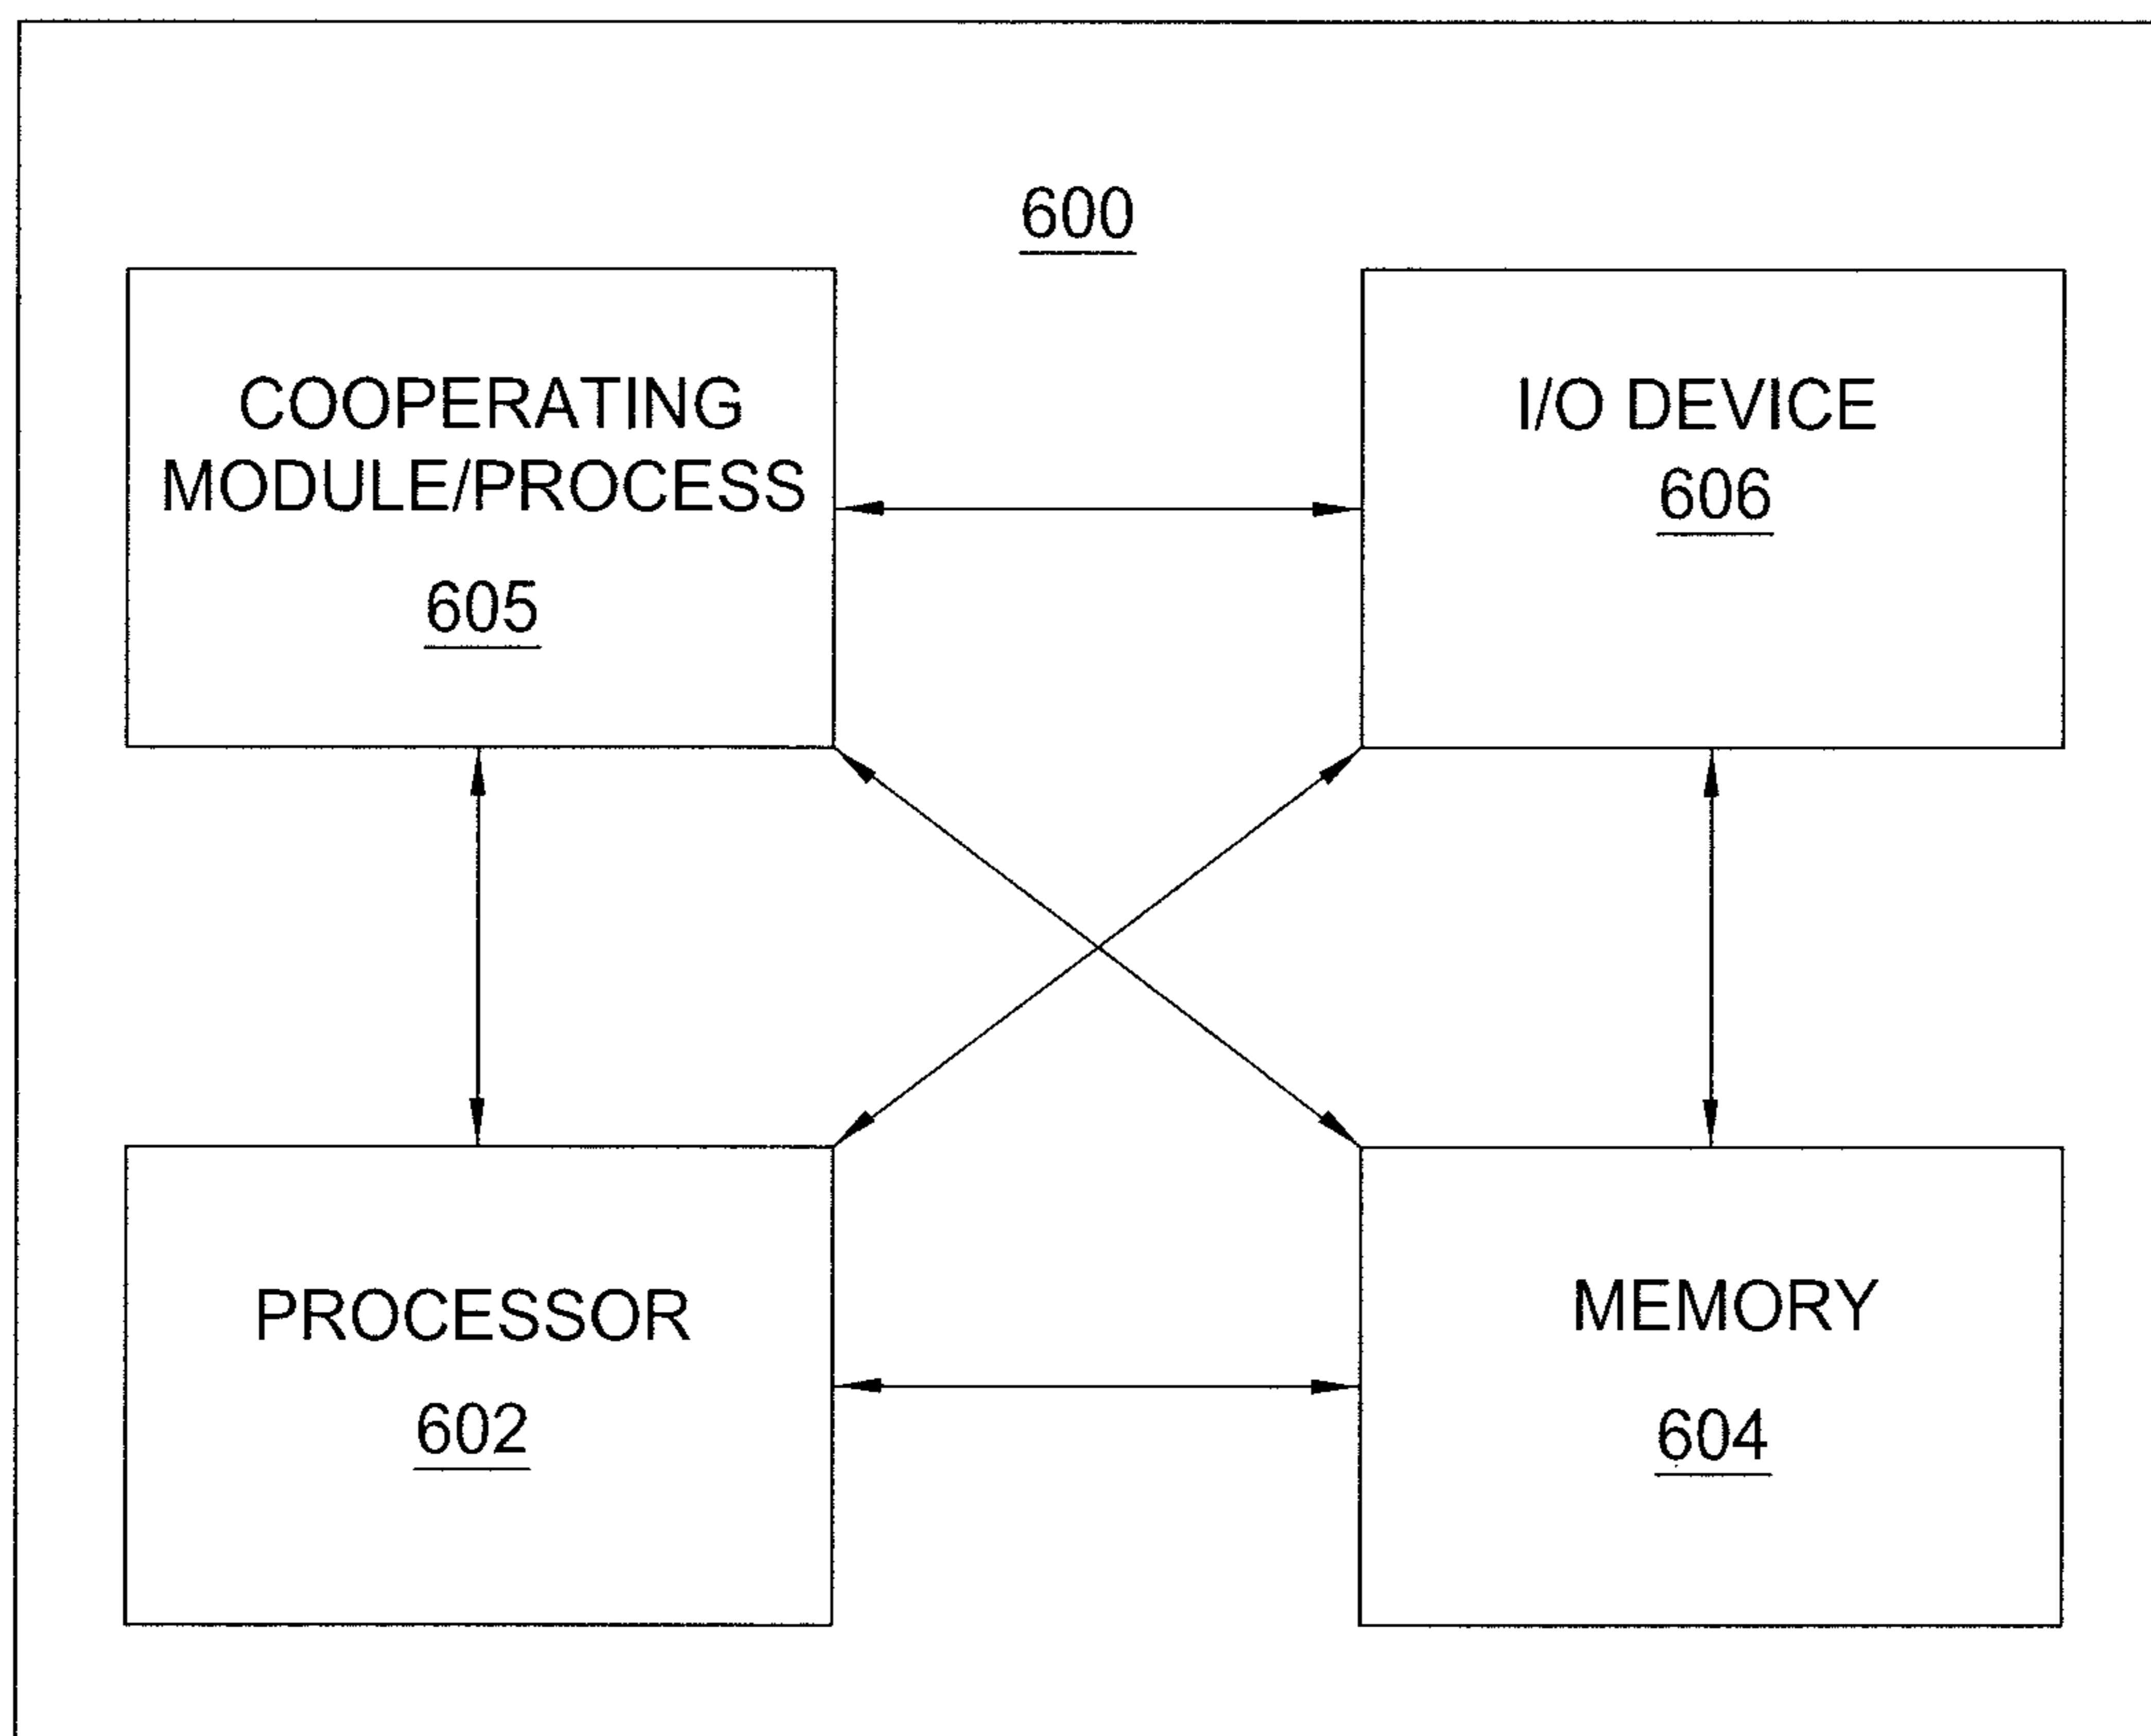 600
COOPERATING
MODULE/PROCESS
605
I/O DEVICE
606
PROCESSOR
602
MEMORY
604